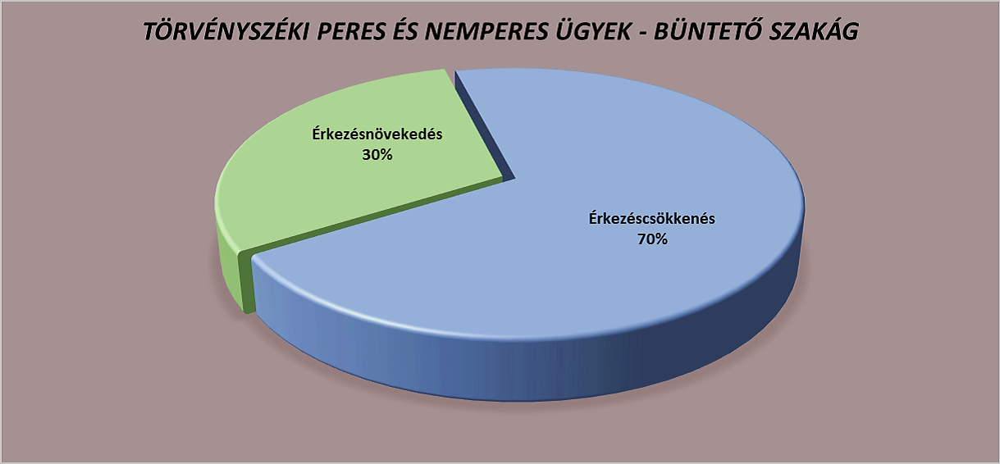 TÖRVÉNYSZÉKI PERES ÉS NEMPERES ÜGYEK - BÜNTETŐ SZAKÁG
Érkezésnövekedés
30%
Érkezéscsökkenés
70%